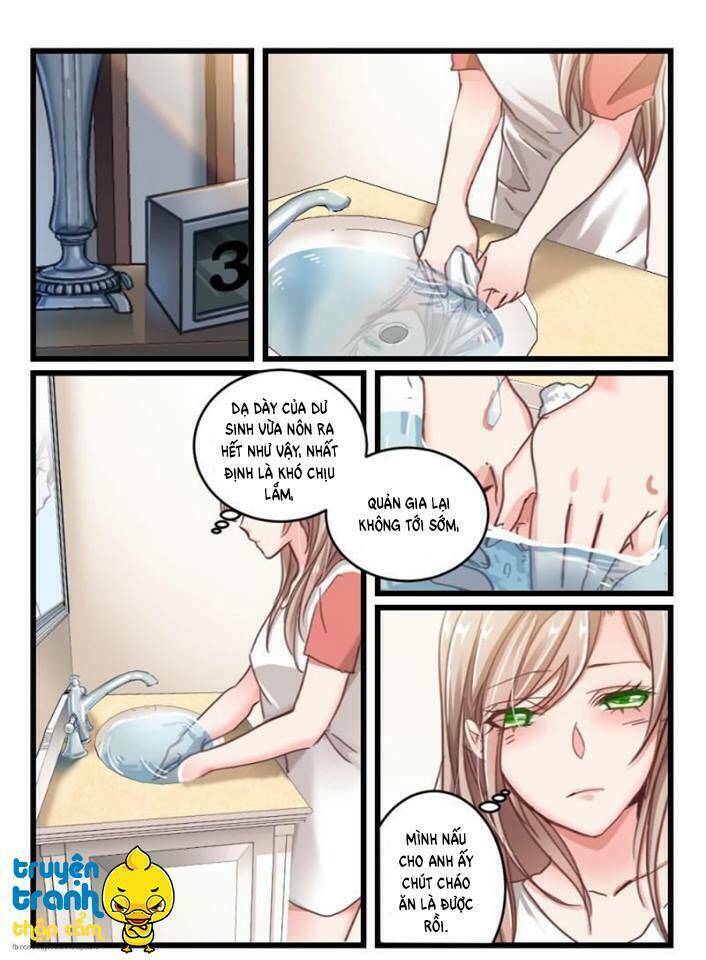 3
DẠ DÀY CỦA DƯ
SINH VỪA NÔN RA
HẾT NHƯ VẬY, NHẤT
ĐỊNH LÀ KHÓ CHỊU
LẮM.
QUẢN GIA LẠI
KHÔNG TỚI SỚM.
MÌNH NẤU
CHO ANH ẤY
CHÚT CHÁO
ĂN LÀ ĐƯỢC
RỒI.
truyện
tranh
thập cẩm